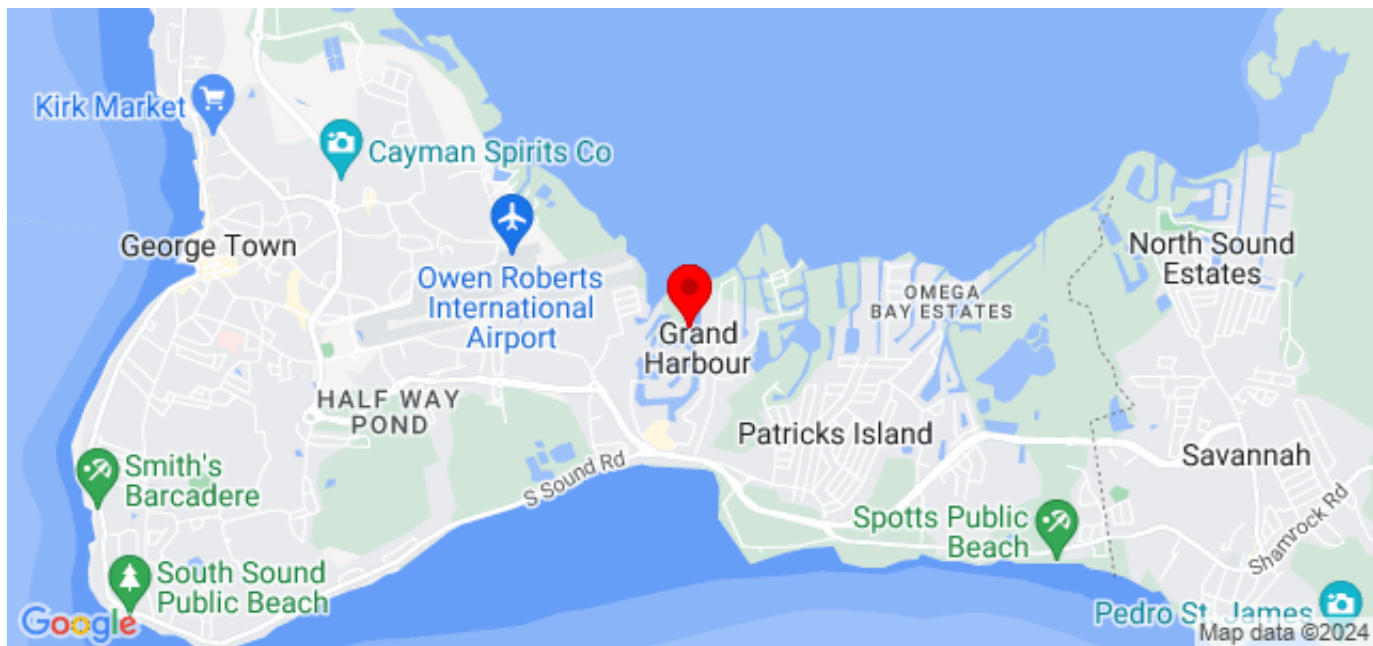 Kirk Market
Cayman Spirits Co
George Town
Owen Roberts
International
Airport
North Sound
Estates
OMEGA
BAY ESTATES
Grand
Harbour
HALF WAY
POND
Patricks Island
Savannah
Smith's
Barcadere
S Sound Rd
Spotts Public
Beach
Shamrock Rd
South Sound
Public Beach
Pedro St. James
Google
Map data ©2024